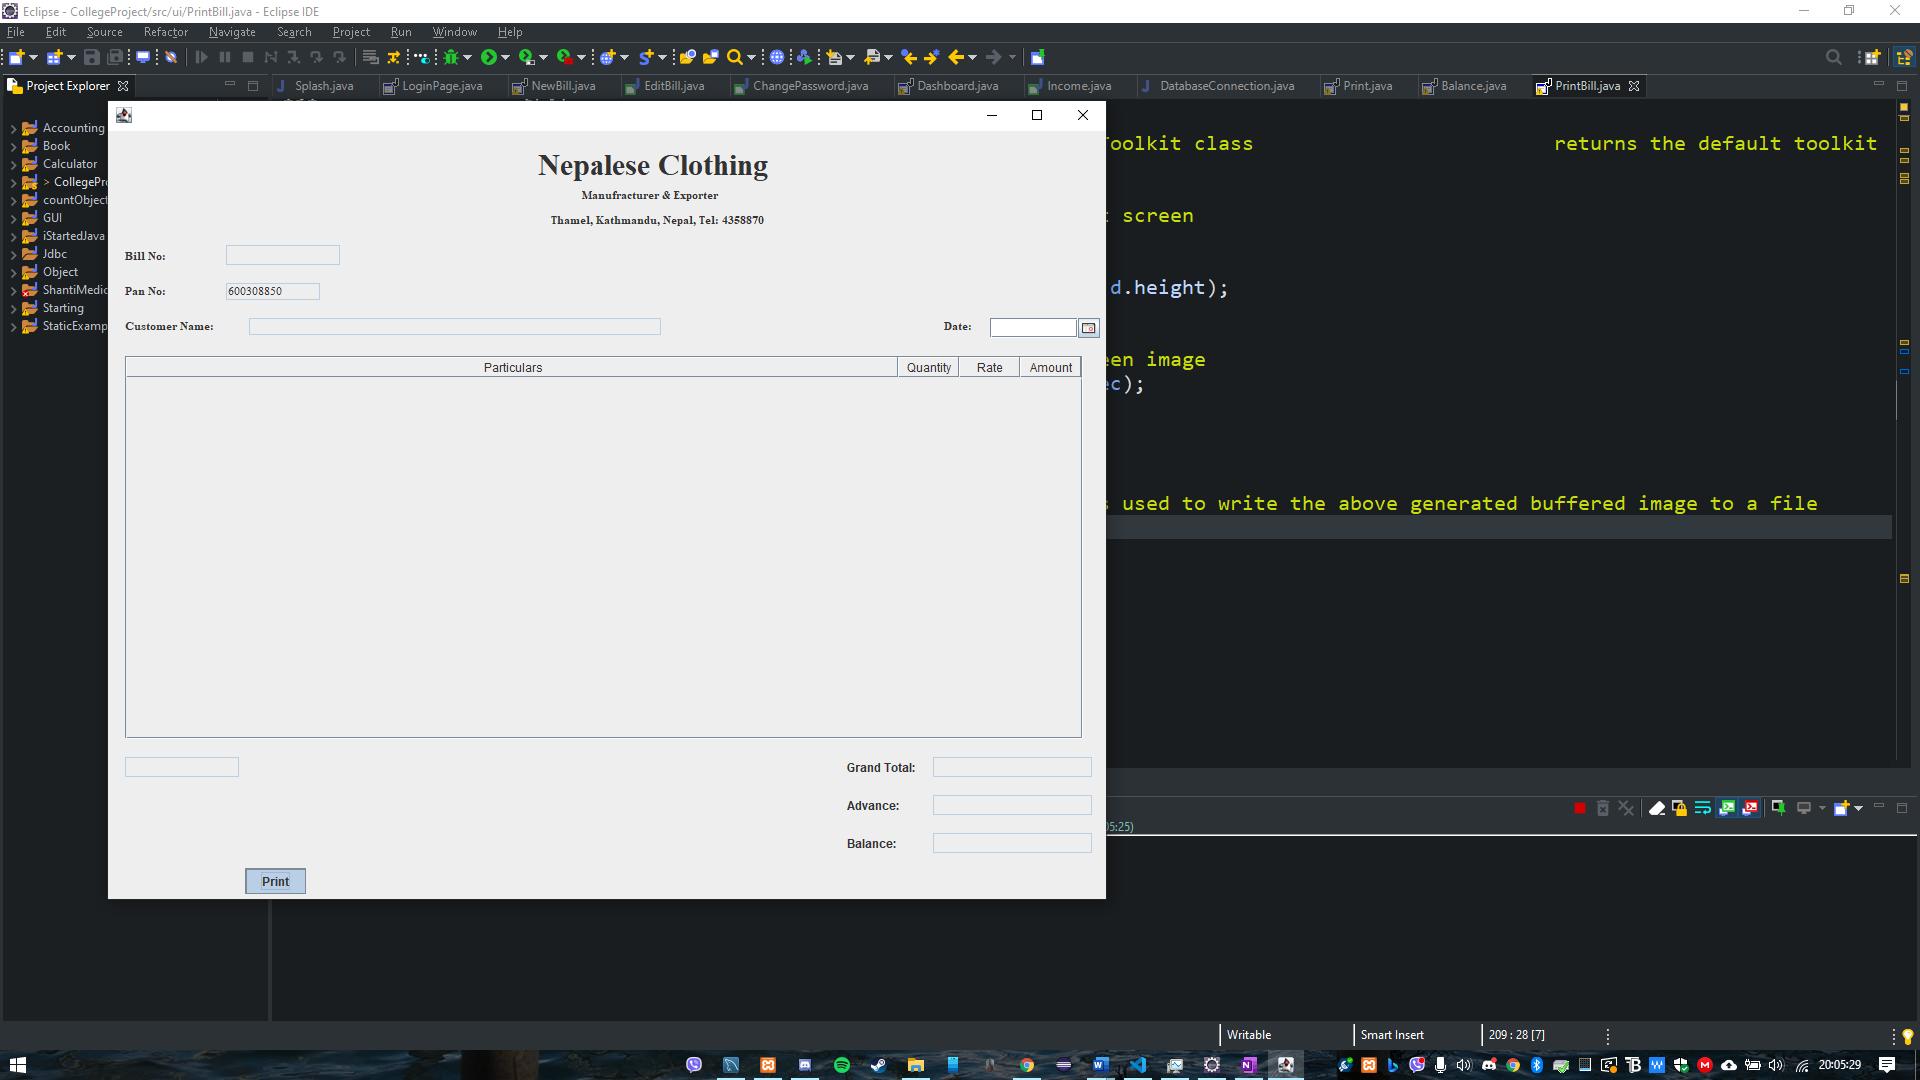 Eclipse - CollegeProject/src/ui/PrintBill.java - Eclipse IDE
File Edit Source Refactor Navigate Search Project Run Window Help
Project Explorer
Splash.java LoginPage.java NewBill.java EditBill.java ChangePassword.java Dashboard.java Income.java DatabaseConnection.java Print.java Balance.java PrintBill.java
Accounting
Book
Calculator
> CollegePro
countObject
GUI
iStartedJava
Jdbc
Object
ShantiMedic
Starting
StaticExamp
Nepalese Clothing
Manufracturer & Exporter
Thamel, Kathmandu, Nepal, Tel: 4358870
Bill No:
Pan No: 600308850
Customer Name: Date:
Particulars Quantity Rate Amount
Grand Total:
Advance:
Balance:
Print
oolkit class returns the default toolkit
screen
d.height);
een image
ec);
used to write the above generated buffered image to a file
05:25)
Writable Smart Insert 209 : 28 [7]
20:05:29